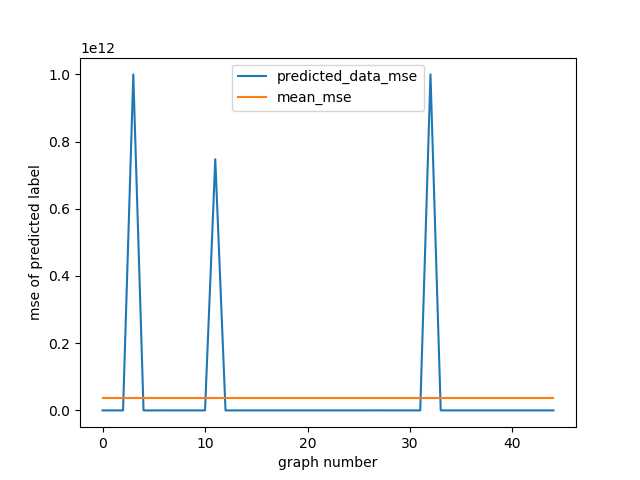 1e12
predicted_data_mse
mean_mse
1.0
0.8
0.6
0.4
0.2
0.0
mse of predicted label
0 10 20 30 40
graph number